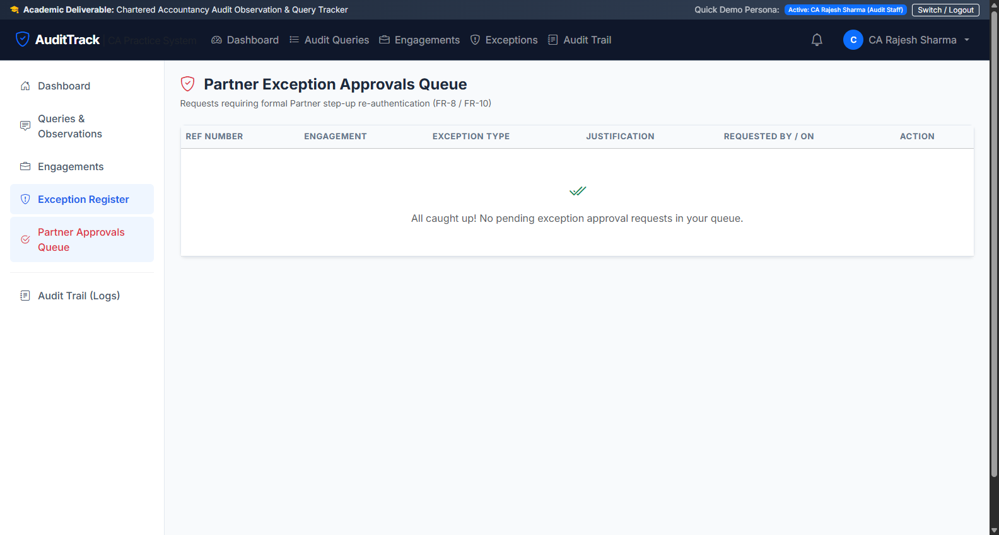 Academic Deliverable: Chartered Accountancy Audit Observation & Query Tracker
Quick Demo Persona: Active: CA Rajesh Sharma (Audit Staff) Switch / Logout
AuditTrack | CA Practice System Dashboard Audit Queries Engagements Exceptions Audit Trail C CA Rajesh Sharma
Dashboard
Queries &
Observations
Engagements
Exception Register
Partner Approvals
Queue
Audit Trail (Logs)
Partner Exception Approvals Queue
Requests requiring formal Partner step-up re-authentication (FR-8 / FR-10)
REF NUMBER ENGAGEMENT EXCEPTION TYPE JUSTIFICATION REQUESTED BY / ON ACTION
All caught up! No pending exception approval requests in your queue.